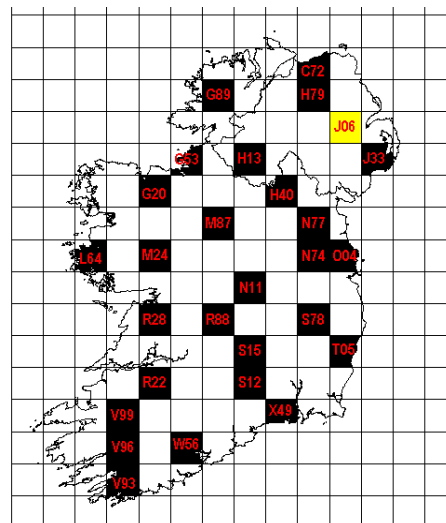 C72
G89 H79
J06
G53 H13 J33
G20 H40
M87 N77
L64 M24 N74 O04
N11
R28 R88 S78
S15 T05
R22 S12
V99 X49
V96 W56
V93